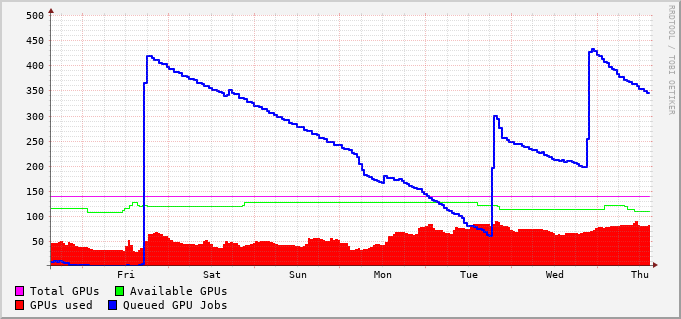 500
450
400
350
300
250
200
150
100
50
Fri Sat Sun Mon Tue Wed Thu
Total GPUs Available GPUs
GPUs used Queued GPU Jobs
RRDTOOL / TOBI OETIKER